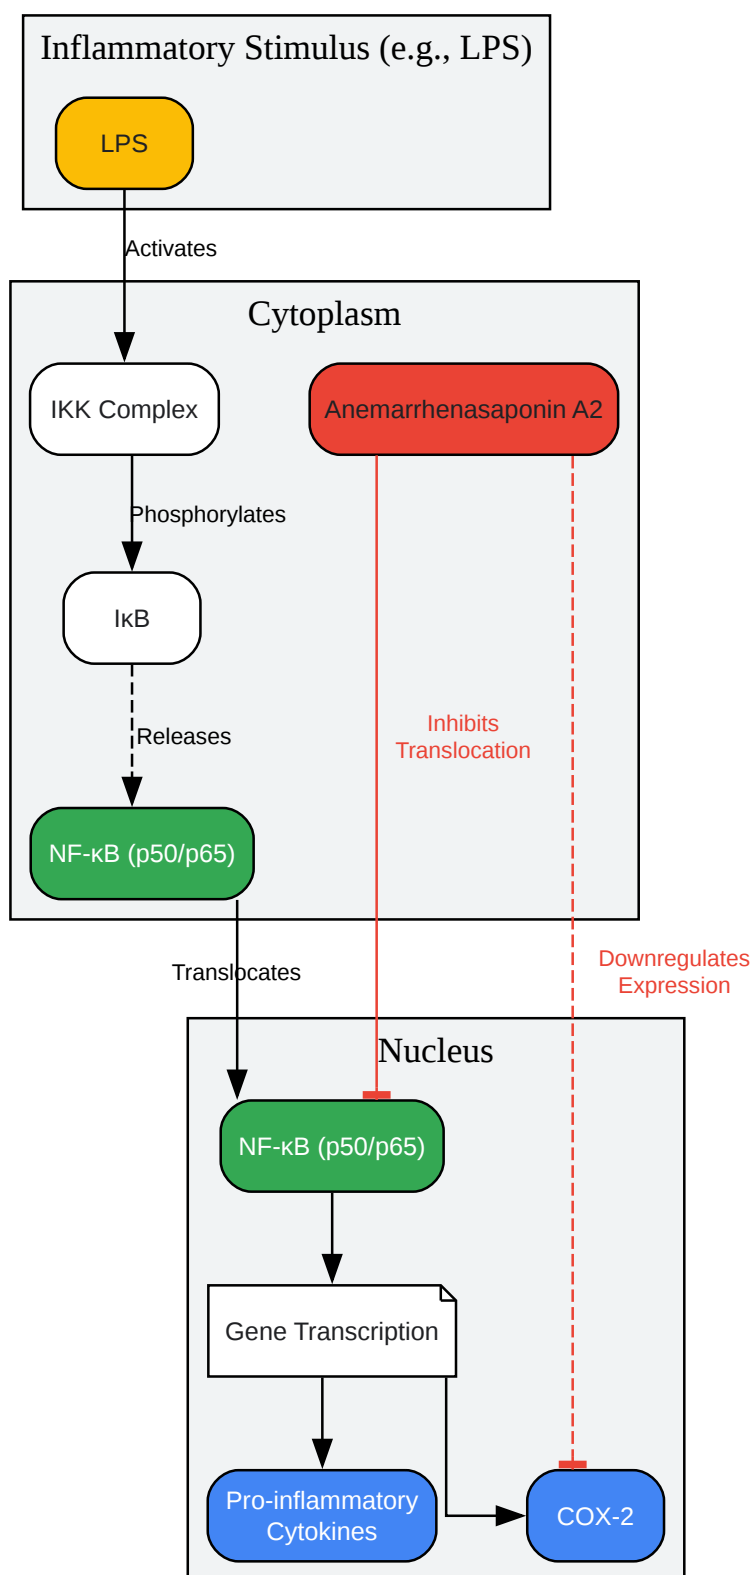 Inflammatory Stimulus (e.g., LPS)
LPS
Activates
Cytoplasm
IKK Complex
Anemarrhenasaponin A2
Phosphorylates
IκB
Inhibits
Translocation
Releases
NF-κB (p50/p65)
Translocates
Downregulates
Expression
Nucleus
NF-κB (p50/p65)
Gene Transcription
Pro-inflammatory
Cytokines
COX-2